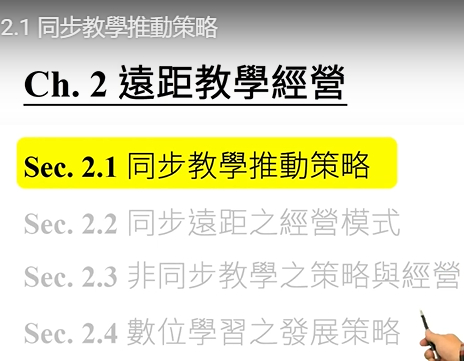 2.1 同步教學推動策略
Ch. 2 遠距教學經營
Sec. 2.1 同步教學推動策略
Sec. 2.2 同步遠距之經營模式
Sec. 2.3 非同步教學之策略與經營
Sec. 2.4 數位學習之發展策略